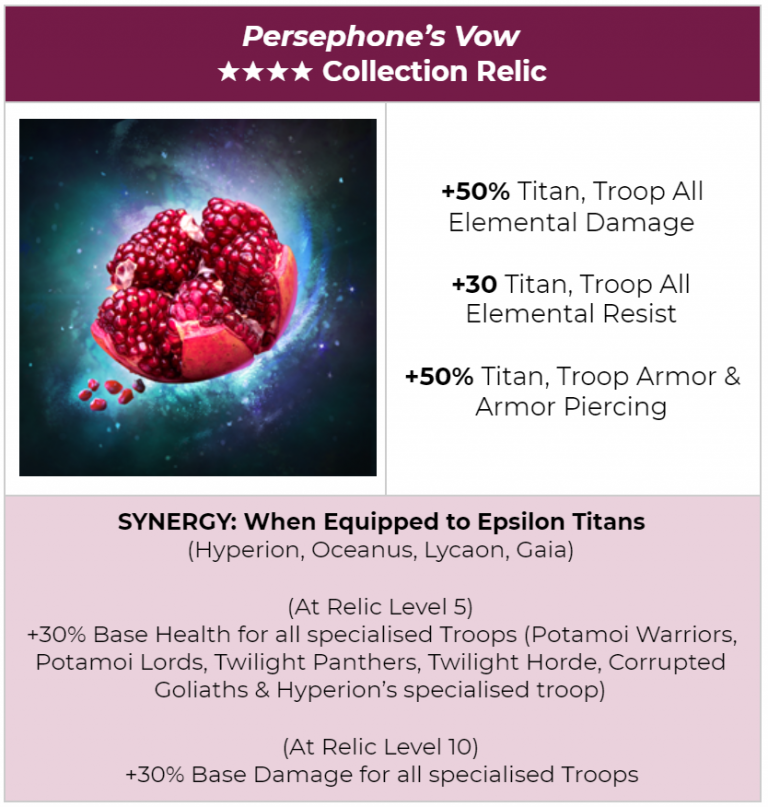 Persephone’s Vow
★★★★ Collection Relic
+50% Titan, Troop All
Elemental Damage
+30 Titan, Troop All
Elemental Resist
+50% Titan, Troop Armor &
Armor Piercing
SYNERGY: When Equipped to Epsilon Titans
(Hyperion, Oceanus, Lycaon, Gaia)
(At Relic Level 5)
+30% Base Health for all specialised Troops (Potamoi Warriors,
Potamoi Lords, Twilight Panthers, Twilight Horde, Corrupted
Goliaths & Hyperion’s specialised troop)
(At Relic Level 10)
+30% Base Damage for all specialised Troops